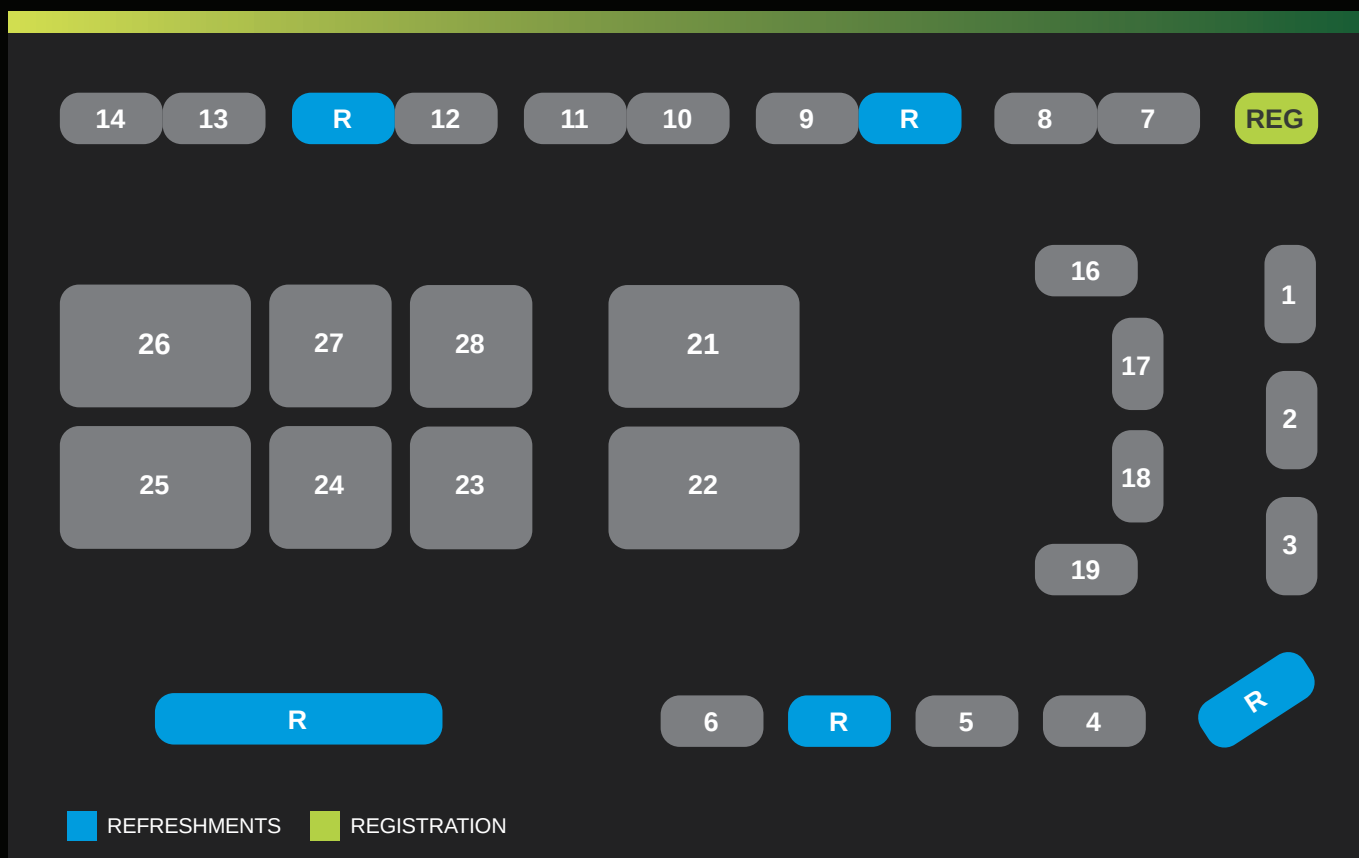 14 13 R 12 11 10 9 R 8 7 REG
16 1
26 27 28 21 17
25 24 23 22 18 2
19 3
R 6 R 5 4 R
REFRESHMENTS REGISTRATION